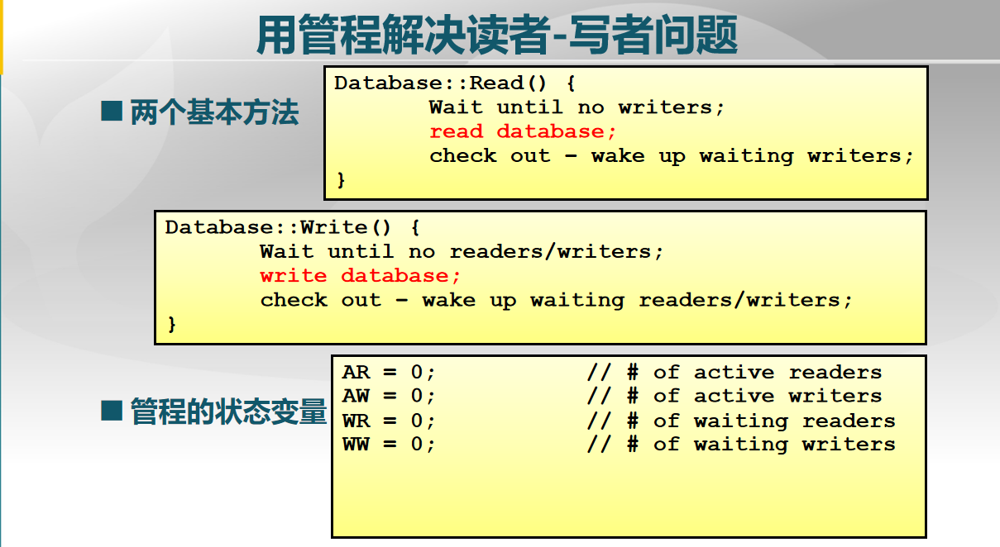 用管程解决读者-写者问题
■ 两个基本方法
Database::Read() {
Wait until no writers;
read database;
check out – wake up waiting writers;
}
Database::Write() {
Wait until no readers/writers;
write database;
check out – wake up waiting readers/writers;
}
■ 管程的状态变量
AR = 0; // # of active readers
AW = 0; // # of active writers
WR = 0; // # of waiting readers
WW = 0; // # of waiting writers